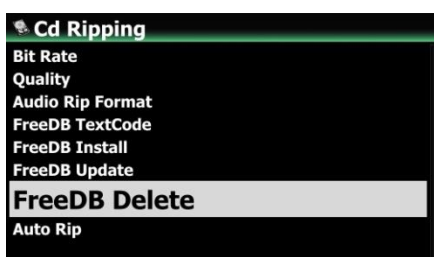 Cd Ripping
Bit Rate
Quality
Audio Rip Format
FreeDB TextCode
FreeDB Install
FreeDB Update
FreeDB Delete
Auto Rip